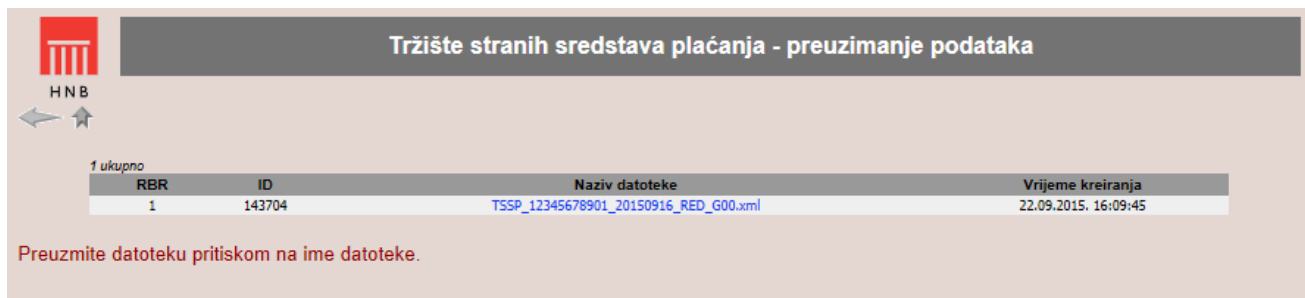 Tržište stranih sredstava plaćanja - preuzimanje podataka
HNB
1 ukupno
RBR ID Naziv datoteke Vrijeme kreiranja
1 143704 TSSP_12345678901_20150916_RED_G00.xml 22.09.2015. 16:09:45
Preuzmite datoteku pritiskom na ime datoteke.